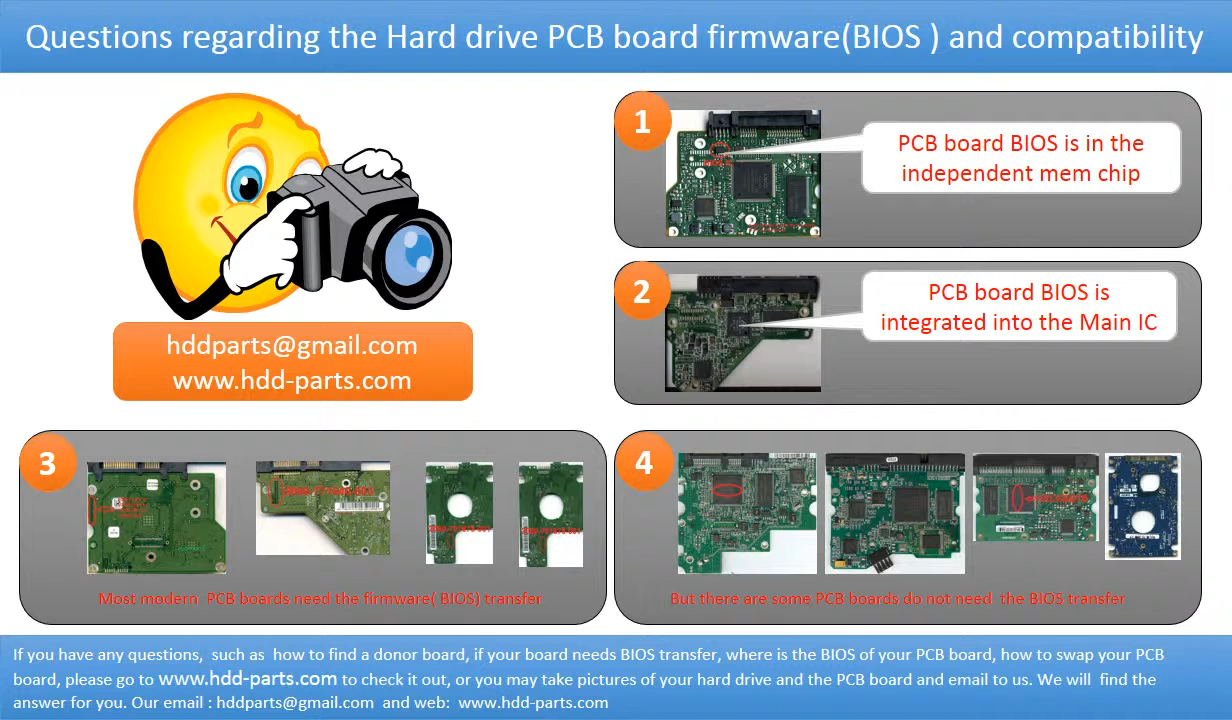 Questions regarding the Hard drive PCB board firmware(BIOS ) and compatibility
hddparts@gmail.com
www.hdd-parts.com
1
PCB board BIOS is in the
independent mem chip
2
PCB board BIOS is
integrated into the Main IC
3
Most modern PCB boards need the firmware( BIOS) transfer
4
But there are some PCB boards do not need the BIOS transfer
If you have any questions, such as how to find a donor board, if your board needs BIOS transfer, where is the BIOS of your PCB board, how to swap your PCB
board, please go to www.hdd-parts.com to check it out, or you may take pictures of your hard drive and the PCB board and email to us. We will find the
answer for you. Our email : hddparts@gmail.com and web: www.hdd-parts.com